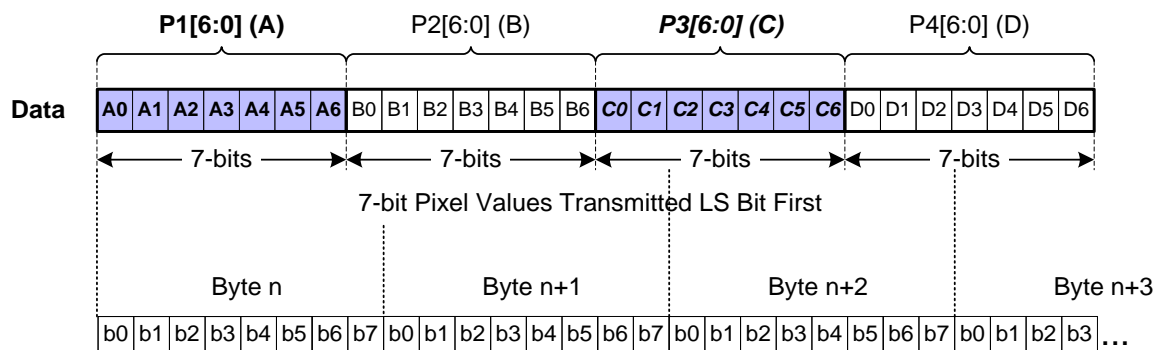 P1[6:0] (A) P2[6:0] (B) P3[6:0] (C) P4[6:0] (D)
Data A0 A1 A2 A3 A4 A5 A6 B0 B1 B2 B3 B4 B5 B6 C0 C1 C2 C3 C4 C5 C6 D0 D1 D2 D3 D4 D5 D6
7-bits 7-bits 7-bits 7-bits
7-bit Pixel Values Transmitted LS Bit First
Byte n Byte n+1 Byte n+2 Byte n+3
b0 b1 b2 b3 b4 b5 b6 b7 b0 b1 b2 b3 b4 b5 b6 b7 b0 b1 b2 b3 b4 b5 b6 b7 b0 b1 b2 b3 ...